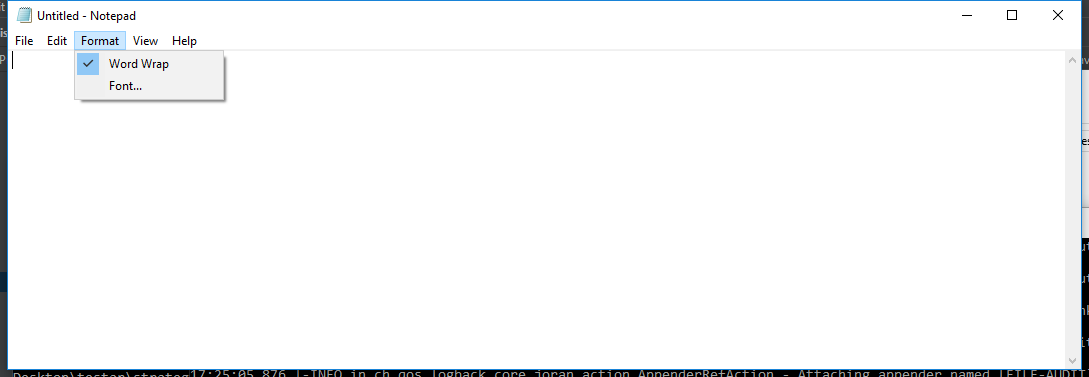 Untitled - Notepad
File Edit Format View Help
Word Wrap
Font...
Desktop\testap\strateg17:25:05,876 |-INFO in ch.qos.logback.core.joran.action.AppenderRefAction - Attaching appender named [FILE-AUDIT